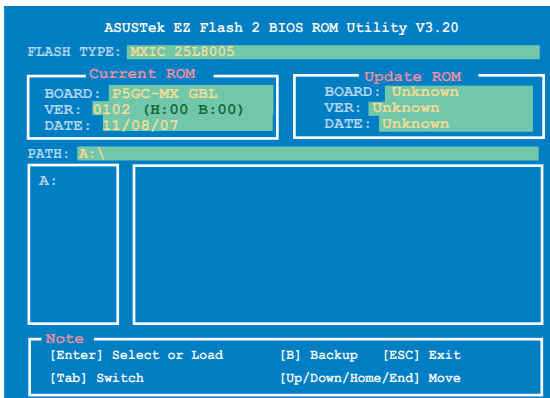 ASUSTek EZ Flash 2 BIOS ROM Utility V3.20
FLASH TYPE: MXIC 25L8005
Current ROM
BOARD: P5GC-MX GBL
VER: 0102 (H:00 B:00)
DATE: 11/08/07
Update ROM
BOARD: Unknown
VER: Unknown
DATE: Unknown
PATH: A:\
A:
Note
[Enter] Select or Load [B] Backup [ESC] Exit
[Tab] Switch [Up/Down/Home/End] Move